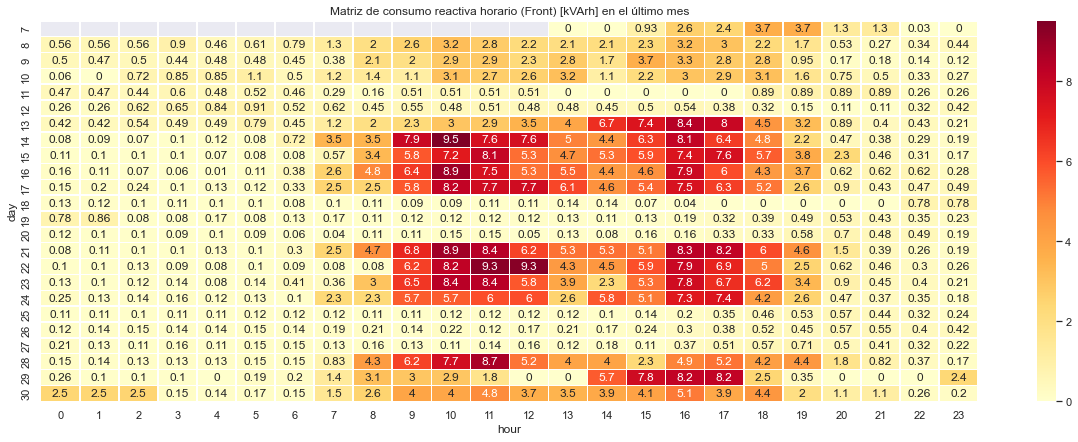 Matriz de consumo reactiva horario (Front) [kVArh] en el último mes
7 0 0 0.93 2.6 2.4 3.7 3.7 1.3 1.3 0.03 0
8 0.56 0.56 0.56 0.9 0.46 0.61 0.79 1.3 2 2.6 3.2 2.8 2.2 2.1 2.1 2.3 3.2 3 2.2 1.7 0.53 0.27 0.34 0.44
9 0.5 0.47 0.5 0.44 0.48 0.48 0.45 0.38 2.1 2 2.9 2.9 2.3 2.8 1.7 3.7 3.3 2.8 2.8 0.95 0.17 0.18 0.14 0.12
10 0.06 0 0.72 0.85 0.85 1.1 0.5 1.2 1.4 1.1 3.1 2.7 2.6 3.2 1.1 2.2 3 2.9 3.1 1.6 0.75 0.5 0.33 0.27
11 0.47 0.47 0.44 0.6 0.48 0.52 0.46 0.29 0.16 0.51 0.51 0.51 0.51 0 0 0 0 0 0.89 0.89 0.89 0.89 0.26 0.26
12 0.26 0.26 0.62 0.65 0.84 0.91 0.52 0.62 0.45 0.55 0.48 0.51 0.48 0.48 0.45 0.5 0.54 0.38 0.32 0.15 0.11 0.11 0.32 0.42
13 0.42 0.42 0.54 0.49 0.49 0.79 0.45 1.2 2 2.3 3 2.9 3.5 4 6.7 7.4 8.4 8 4.5 3.2 0.89 0.4 0.43 0.21
14 0.08 0.09 0.07 0.1 0.12 0.08 0.72 3.5 3.5 7.9 9.5 7.6 7.6 5 4.4 6.3 8.1 6.4 4.8 2.2 0.47 0.38 0.29 0.19
15 0.11 0.1 0.1 0.1 0.07 0.08 0.08 0.57 3.4 5.8 7.2 8.1 5.3 4.7 5.3 5.9 7.4 7.6 5.7 3.8 2.3 0.46 0.31 0.17
16 0.16 0.11 0.07 0.06 0.01 0.11 0.38 2.6 4.8 6.4 8.9 7.5 5.3 5.5 4.4 4.6 7.9 6 4.3 3.7 0.62 0.62 0.62 0.28
17 0.15 0.2 0.24 0.1 0.13 0.12 0.33 2.5 2.5 5.8 8.2 7.7 7.7 6.1 4.6 5.4 7.5 6.3 5.2 2.6 0.9 0.43 0.47 0.49
18 0.13 0.12 0.1 0.11 0.1 0.1 0.08 0.1 0.11 0.09 0.09 0.11 0.11 0.14 0.14 0.07 0.04 0 0 0 0 0 0.78 0.78
19 0.78 0.86 0.08 0.08 0.17 0.08 0.13 0.17 0.11 0.12 0.12 0.12 0.12 0.13 0.11 0.13 0.19 0.32 0.39 0.49 0.53 0.43 0.35 0.23
20 0.12 0.1 0.1 0.09 0.1 0.09 0.06 0.04 0.11 0.11 0.15 0.15 0.05 0.13 0.08 0.16 0.16 0.33 0.33 0.58 0.7 0.48 0.49 0.19
21 0.08 0.11 0.1 0.1 0.13 0.1 0.3 2.5 4.7 6.8 8.9 8.4 6.2 5.3 5.3 5.1 8.3 8.2 6 4.6 1.5 0.39 0.26 0.19
22 0.1 0.1 0.13 0.09 0.08 0.1 0.09 0.08 0.08 6.2 8.2 9.3 9.3 4.3 4.5 5.9 7.9 6.9 5 2.5 0.62 0.46 0.3 0.26
23 0.13 0.1 0.12 0.14 0.08 0.14 0.41 0.36 3 6.5 8.4 8.4 5.8 3.9 2.3 5.8 7.8 6.7 6.2 3.4 0.9 0.45 0.4 0.21
24 0.25 0.13 0.14 0.16 0.12 0.13 0.1 2.3 2.3 5.7 5.7 6 6 2.6 5.8 5.1 7.3 7.4 4.2 2.6 0.47 0.37 0.35 0.18
25 0.11 0.11 0.1 0.11 0.11 0.12 0.12 0.12 0.11 0.11 0.12 0.12 0.12 0.12 0.1 0.14 0.2 0.35 0.46 0.53 0.57 0.44 0.32 0.24
26 0.12 0.14 0.15 0.14 0.14 0.15 0.14 0.19 0.21 0.14 0.22 0.12 0.17 0.21 0.17 0.24 0.3 0.38 0.52 0.45 0.57 0.55 0.4 0.42
27 0.21 0.13 0.11 0.16 0.11 0.15 0.15 0.13 0.16 0.13 0.11 0.14 0.16 0.12 0.18 0.11 0.37 0.51 0.57 0.71 0.5 0.41 0.32 0.22
28 0.15 0.14 0.13 0.13 0.13 0.15 0.15 0.83 4.3 6.2 7.7 8.7 5.2 4 4 2.3 4.9 5.2 4.2 4.4 1.8 0.82 0.37 0.17
29 0.26 0.1 0.1 0.1 0 0.19 0.2 1.4 3.1 3 2.9 1.8 0 0 5.7 7.8 8.2 8.2 2.5 0.35 0 0 0 2.4
30 2.5 2.5 2.5 0.15 0.14 0.17 0.15 1.5 2.6 4 4 4.8 3.7 3.5 3.9 4.1 5.1 3.9 4.4 2 1.1 1.1 0.26 0.2
0 1 2 3 4 5 6 7 8 9 10 11 12 13 14 15 16 17 18 19 20 21 22 23
hour
day
8
6
4
2
0